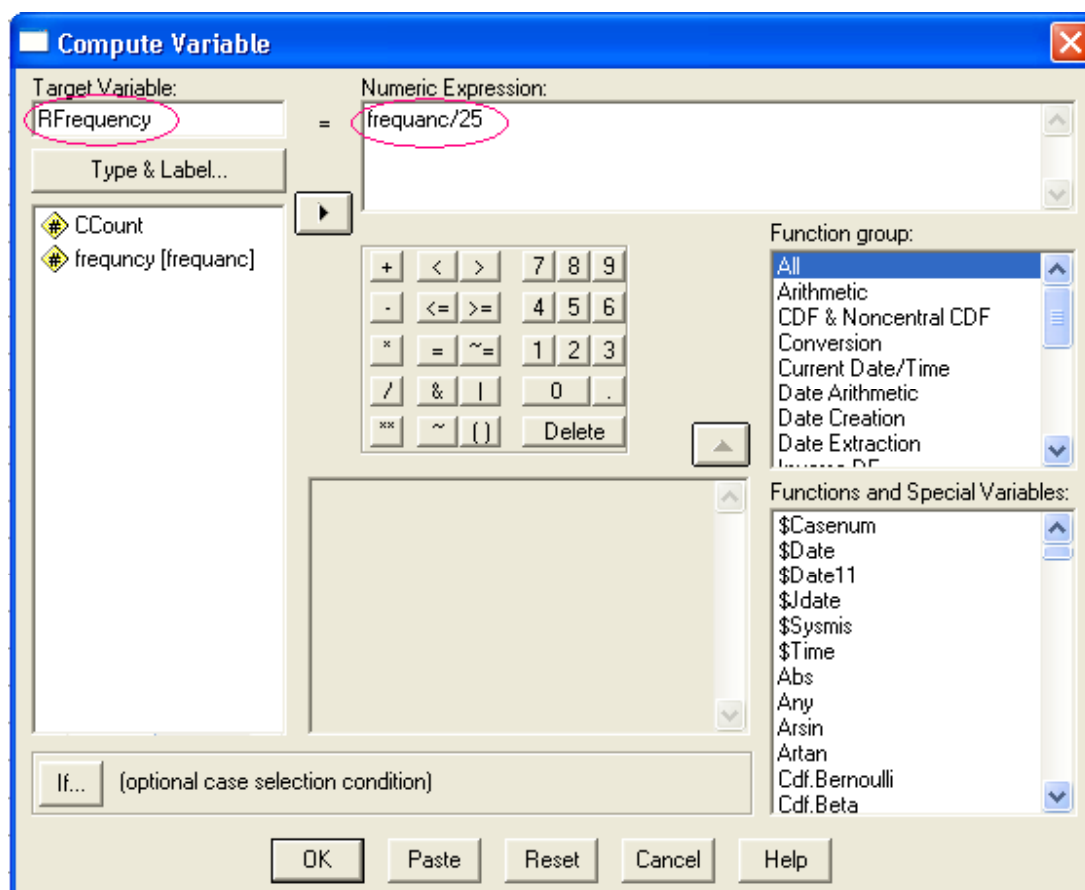 Compute Variable
Target Variable:
RFrequency
=
Numeric Expression:
frequanc/25
Type & Label...
CCount
frequncy [frequanc]
+ < > 7 8 9
- <= >= 4 5 6
* = ~= 1 2 3
/ & | 0 .
** ~ () Delete
Function group:
All
Arithmetic
CDF & Noncentral CDF
Conversion
Current Date/Time
Date Arithmetic
Date Creation
Date Extraction
Functions and Special Variables:
$Casenum
$Date
$Date11
$Jdate
$Sysmis
$Time
Abs
Any
Arsin
Artan
Cdf.Bernoulli
Cdf.Beta
If... (optional case selection condition)
OK Paste Reset Cancel Help